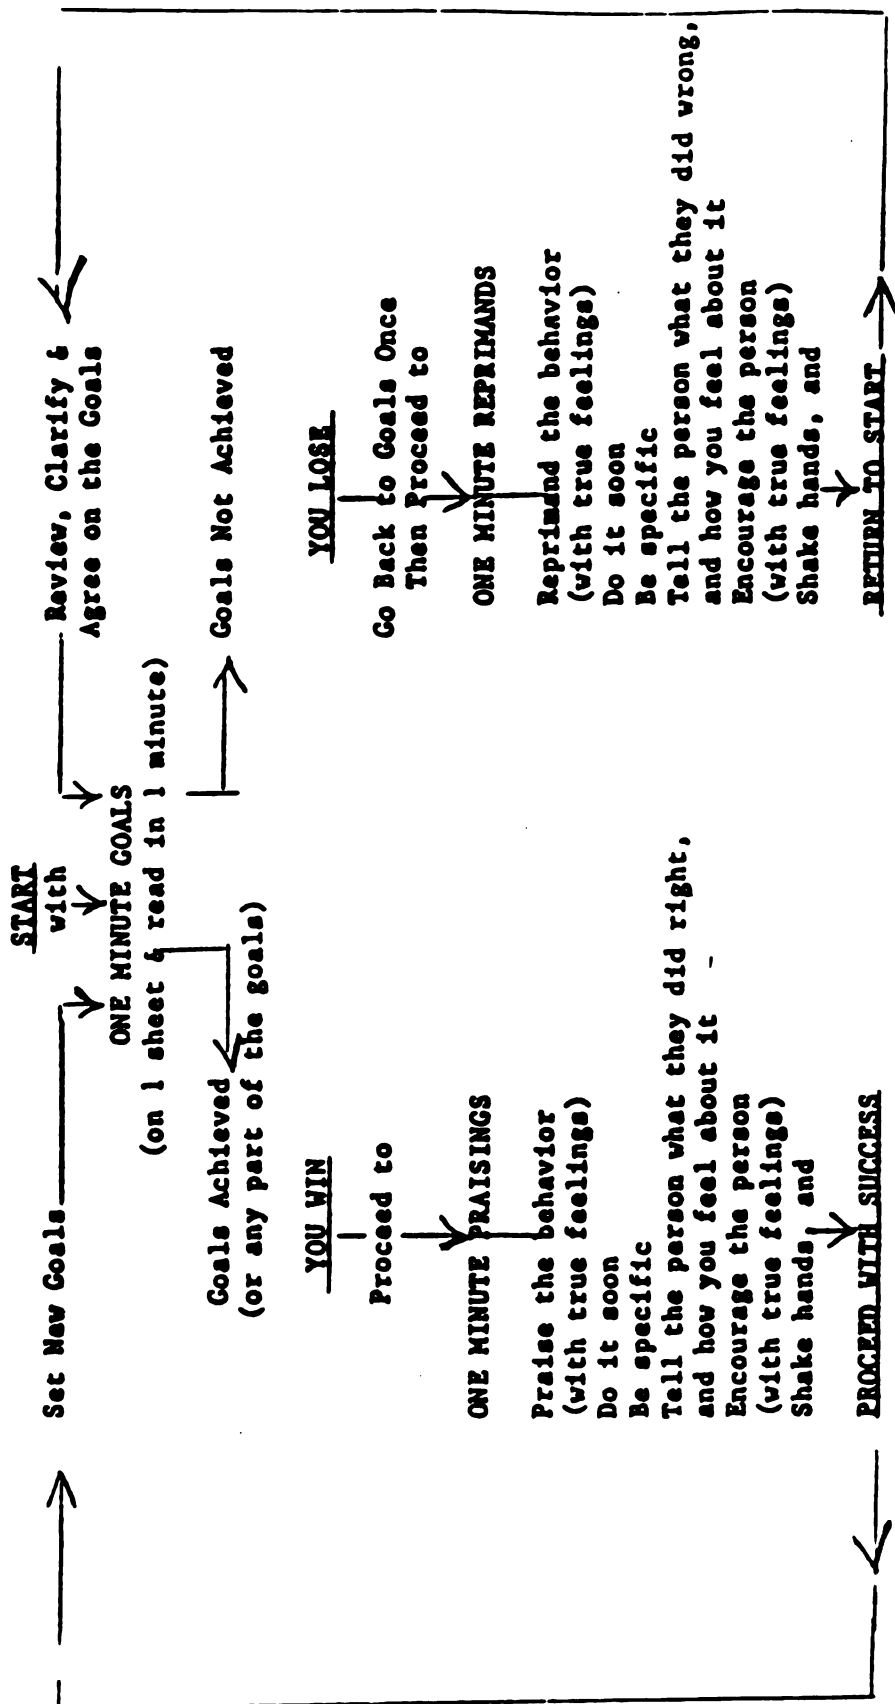 START
with
Set New Goals
Review, Clarify &
Agree on the Goals
ONE MINUTE GOALS
(on 1 sheet & read in 1 minute)
Goals Achieved
(or any part of the goals)
Goals Not Achieved
YOU WIN
Proceed to
ONE MINUTE PRAISINGS
Praise the behavior
(with true feelings)
Do it soon
Be specific
Tell the person what they did right,
and how you feel about it
Encourage the person
(with true feelings)
Shake hands, and
PROCEED WITH SUCCESS
YOU LOSE
Go Back to Goals Once
Then Proceed to
ONE MINUTE REPRIMANDS
Reprimand the behavior
(with true feelings)
Do it soon
Be specific
Tell the person what they did wrong,
and how you feel about it
Encourage the person
(with true feelings)
Shake hands, and
RETURN TO START